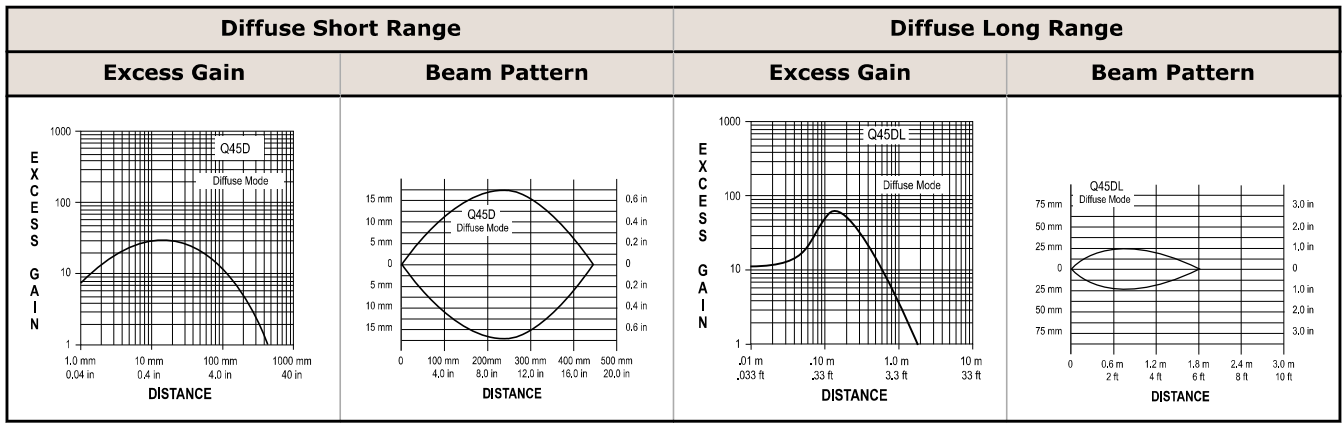 Diffuse Short Range
Diffuse Long Range
Excess Gain
Beam Pattern
Excess Gain
Beam Pattern
1000
100
10
1
EXCESS GAIN
Q45D
Diffuse Mode
1.0 mm 10 mm 100 mm 1000 mm
0.04 in 0.4 in 4.0 in 40 in
DISTANCE
15 mm
10 mm
5 mm
0
5 mm
10 mm
15 mm
Q45D
Diffuse Mode
0,6 in
0,4 in
0,2 in
0
0,2 in
0,6 in
0.6 in
0 100 mm 200mm 300 mm 400 mm 500 mm
4,0 in 8,0 in 12,0 in 16,0 in 20,0 in
DISTANCE
1000
100
10
1
EXCESS GAIN
Q45DL
Diffuse Mode
.01 m .10 m 1.0 m 10 m
.033 ft .33 ft 3.3 ft 33 ft
DISTANCE
Q45DL
Diffuse Mode
75 mm
50 mm
25 mm
0
25 mm
50 mm
75 mm
3.0 in
2.0 in
1,0 in
0
1.0 in
2,0 in
3.0 in
0 0.6 m 1.2 m 1.8 m 2.4 m 3.0 m
2 ft 4 ft 6 ft 8 ft 10 ft
DISTANCE